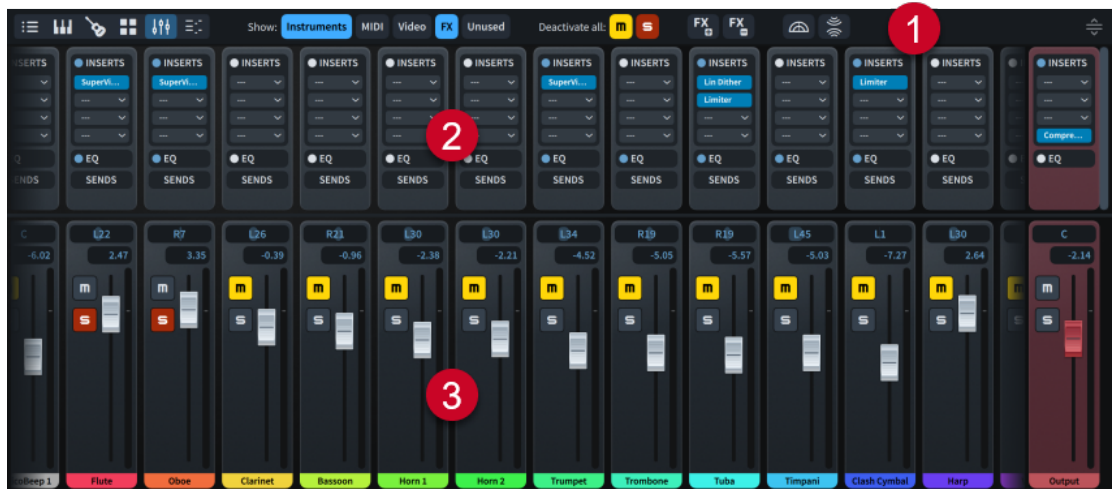 Show: Instruments MIDI Video FX Unused Deactivate all: m s FX FX 1
INSERTS INSERTS INSERTS INSERTS INSERTS INSERTS INSERTS INSERTS INSERTS INSERTS INSERTS INSERTS INSERTS
SuperVi... SuperVi... --- --- --- --- SuperVi... --- Lin Dither --- Limiter --- ---
--- --- --- --- --- --- --- --- Limiter --- --- --- ---
--- --- --- --- --- --- --- --- --- --- --- --- ---
--- --- --- --- --- --- --- --- --- --- --- --- Compre...
2
EQ EQ EQ EQ EQ EQ EQ EQ EQ EQ EQ EQ EQ
SENDS SENDS SENDS SENDS SENDS SENDS SENDS SENDS SENDS SENDS SENDS SENDS SENDS
C L22 R7 L26 R21 L30 L30 L34 R19 R19 L45 L1 L30 C
-6.02 2.47 3.35 -0.39 -0.96 -2.38 -2.21 -4.52 -5.05 -5.57 -5.03 -7.27 2.64 -2.14
m m m m m m m m m m m m m m
s s s s s s s s s s s s s
3
Flute Oboe Clarinet Bassoon Horn 1 Horn 2 Trumpet Trombone Tuba Timpani Clash Cymbal Harp Output